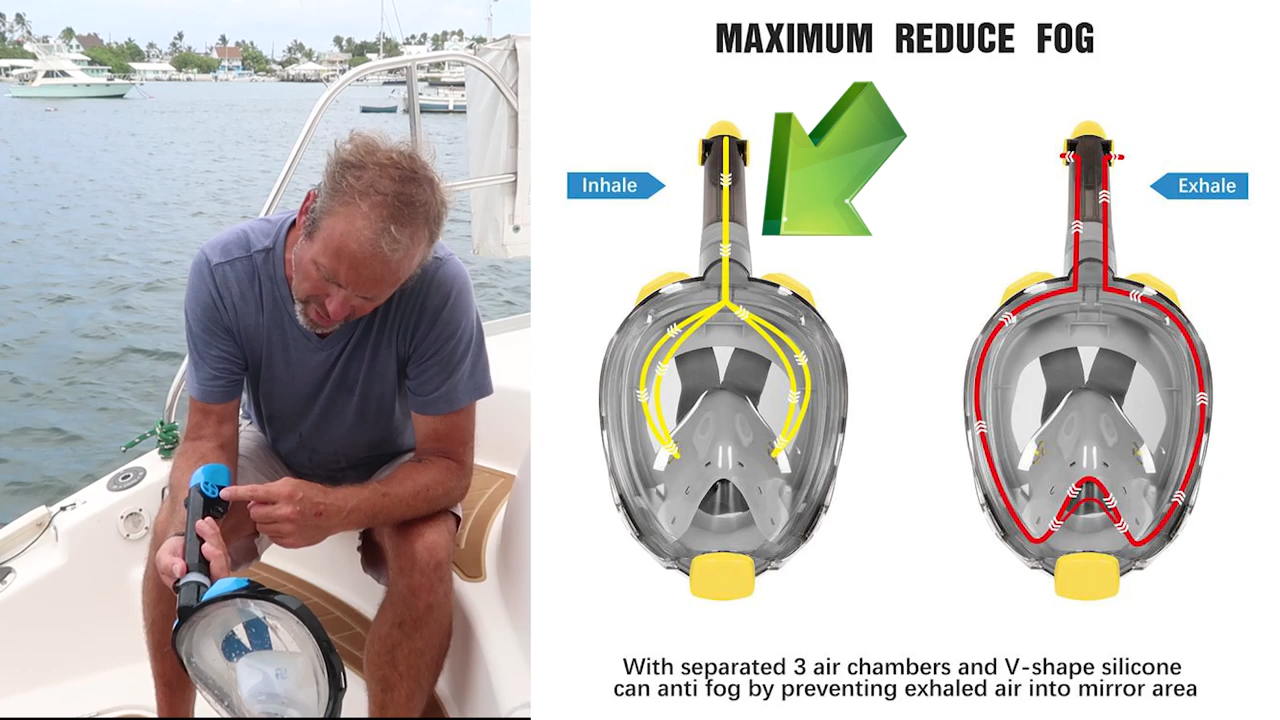 MAXIMUM REDUCE FOG
Inhale
Exhale
With separated 3 air chambers and V-shape silicone
can anti fog by preventing exhaled air into mirror area